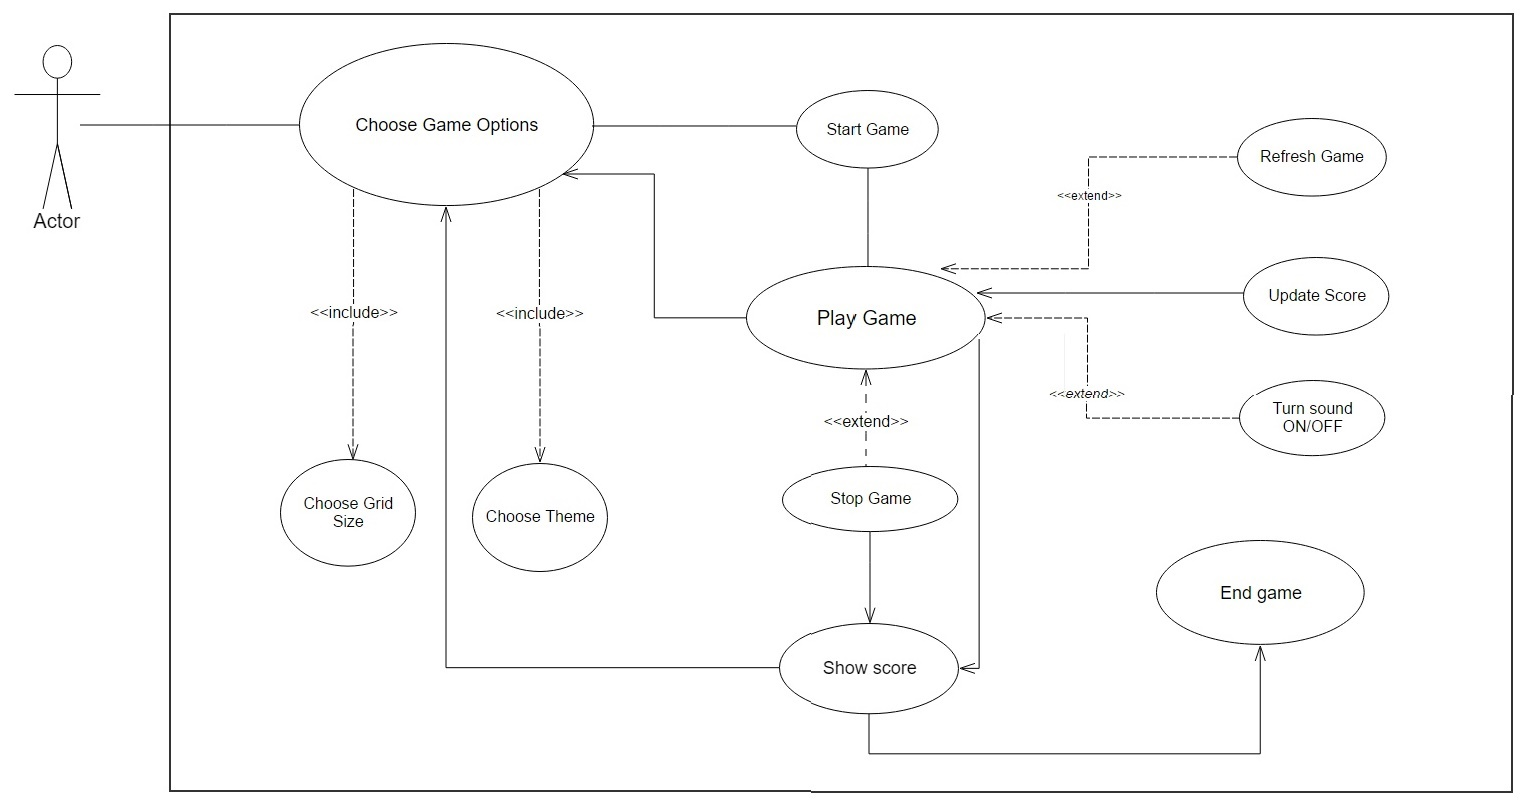 Choose Game Options
Start Game
Refresh Game
<<extend>>
Actor
Update Score
<<include>>
<<include>>
Play Game
<<extend>>
Turn sound
ON/OFF
<<extend>>
Choose Grid
Size
Choose Theme
Stop Game
End game
Show score